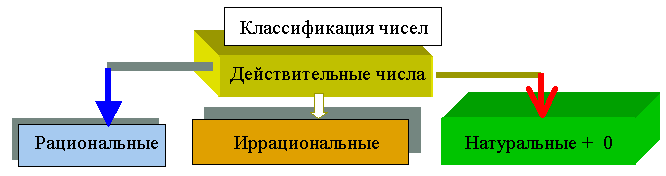 Классификация чисел
Действительные числа
Рациональные
Иррациональные
Натуральные + 0